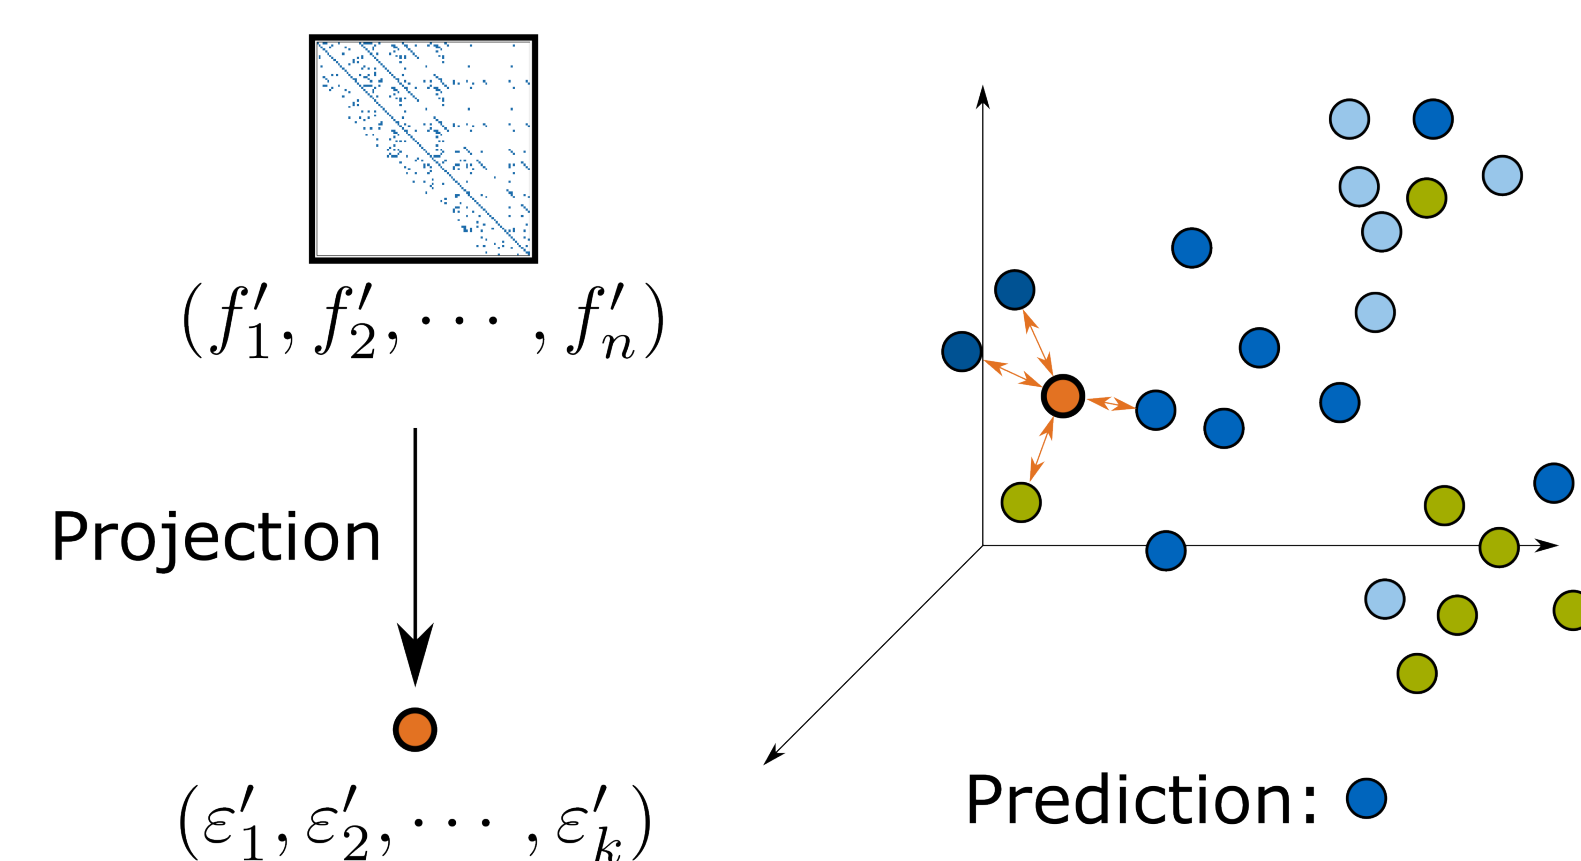 (f′₁, f′₂, ··· , f′ₙ)
Projection
(ε′₁, ε′₂, ··· , ε′ₖ)
Prediction: